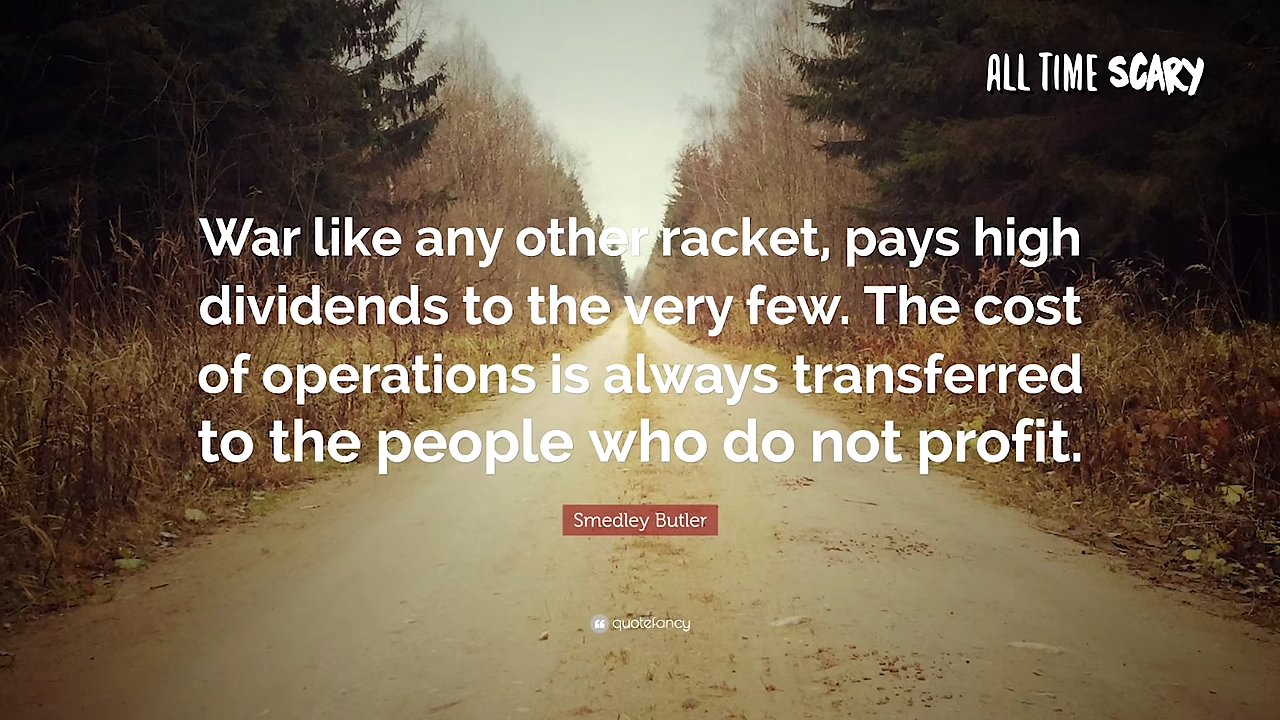 ALL TIME SCARY
War like any other racket, pays high
dividends to the very few. The cost
of operations is always transferred
to the people who do not profit.
Smedley Butler
quotefancy